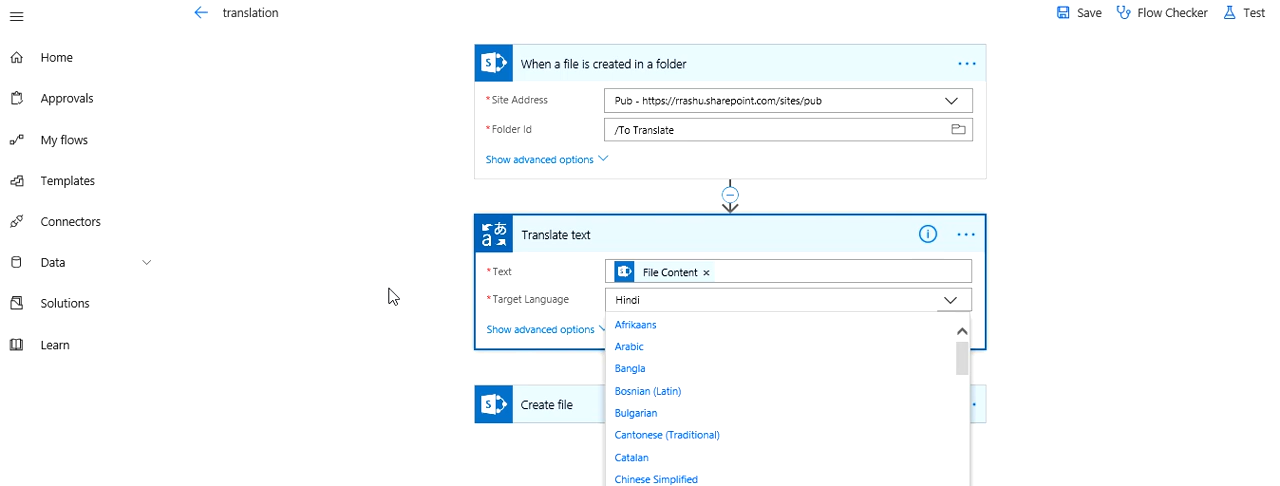 translation
Save
Flow Checker
Test
Home
Approvals
My flows
Templates
Connectors
Data
Solutions
Learn
When a file is created in a folder
* Site Address
Pub - https://rrashu.sharepoint.com/sites/pub
* Folder Id
/To Translate
Show advanced options
Translate text
* Text
File Content ×
* Target Language
Hindi
Show advanced options
Afrikaans
Arabic
Bangla
Bosnian (Latin)
Bulgarian
Cantonese (Traditional)
Catalan
Chinese Simplified
Create file